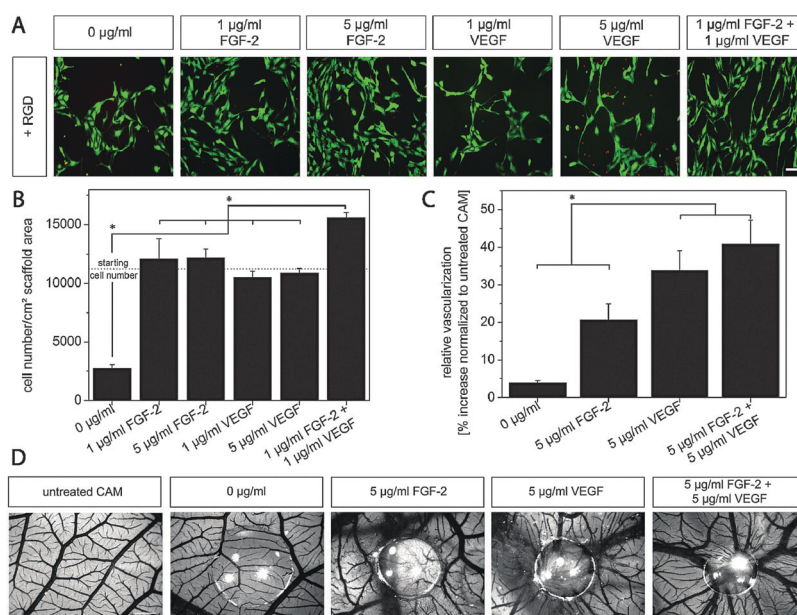 A
0 µg/ml
1 µg/ml
FGF-2
5 µg/ml
FGF-2
1 µg/ml
VEGF
5 µg/ml
VEGF
1 µg/ml FGF-2 +
1 µg/ml VEGF
+ RGD
B
cell number/cm² scaffold area
15000
10000
5000
0
*
*
starting
cell number
0 µg/ml
1 µg/ml FGF-2
5 µg/ml FGF-2
1 µg/ml VEGF
5 µg/ml VEGF
1 µg/ml FGF-2 +
1 µg/ml VEGF
C
relative vascularization
[% increase normalized to untreated CAM]
50
45
40
35
30
25
20
15
10
5
0
*
0 µg/ml
5 µg/ml FGF-2
5 µg/ml VEGF
5 µg/ml FGF-2 +
5 µg/ml VEGF
D
untreated CAM
0 µg/ml
5 µg/ml FGF-2
5 µg/ml VEGF
5 µg/ml FGF-2 +
5 µg/ml VEGF